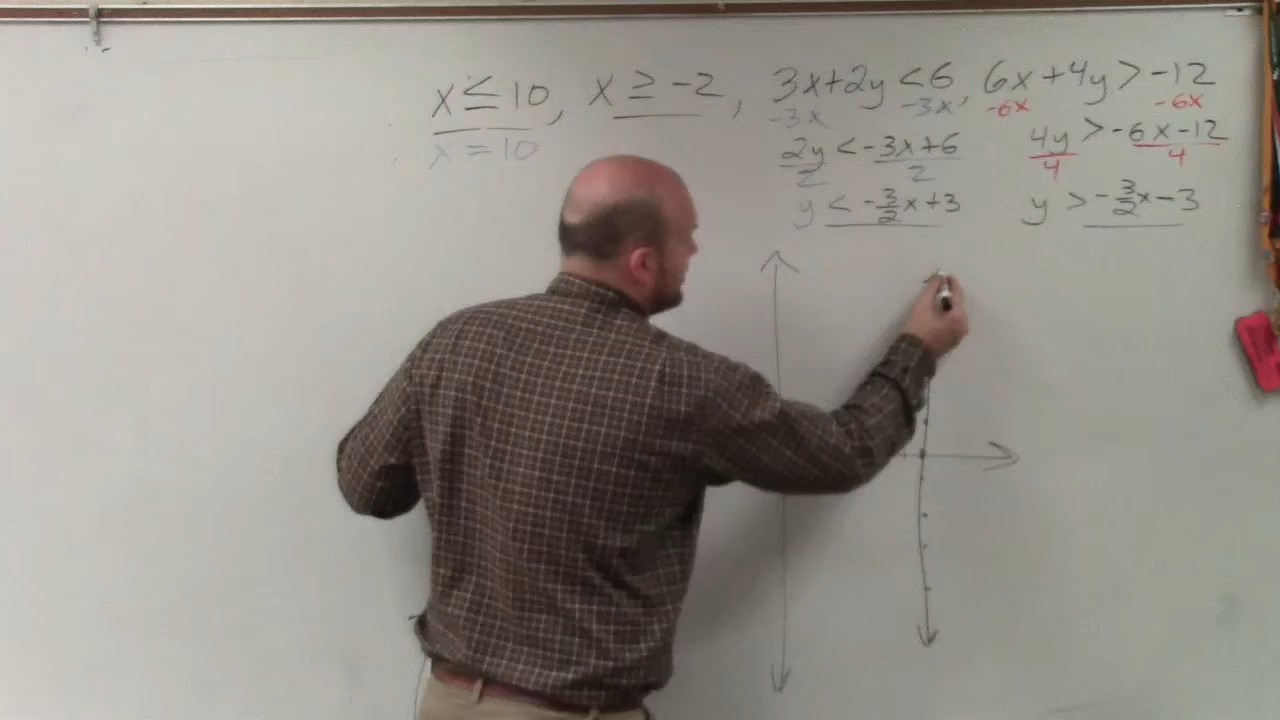 x ≤ 10, x ≥ -2, 3x+2y < 6, 6x+4y > -12
x = 10 -3x -3x -6x -6x
2y < -3x+6 4y > -6x-12
2 2 4 4
y < -3/2x+3 y > -3/2x-3